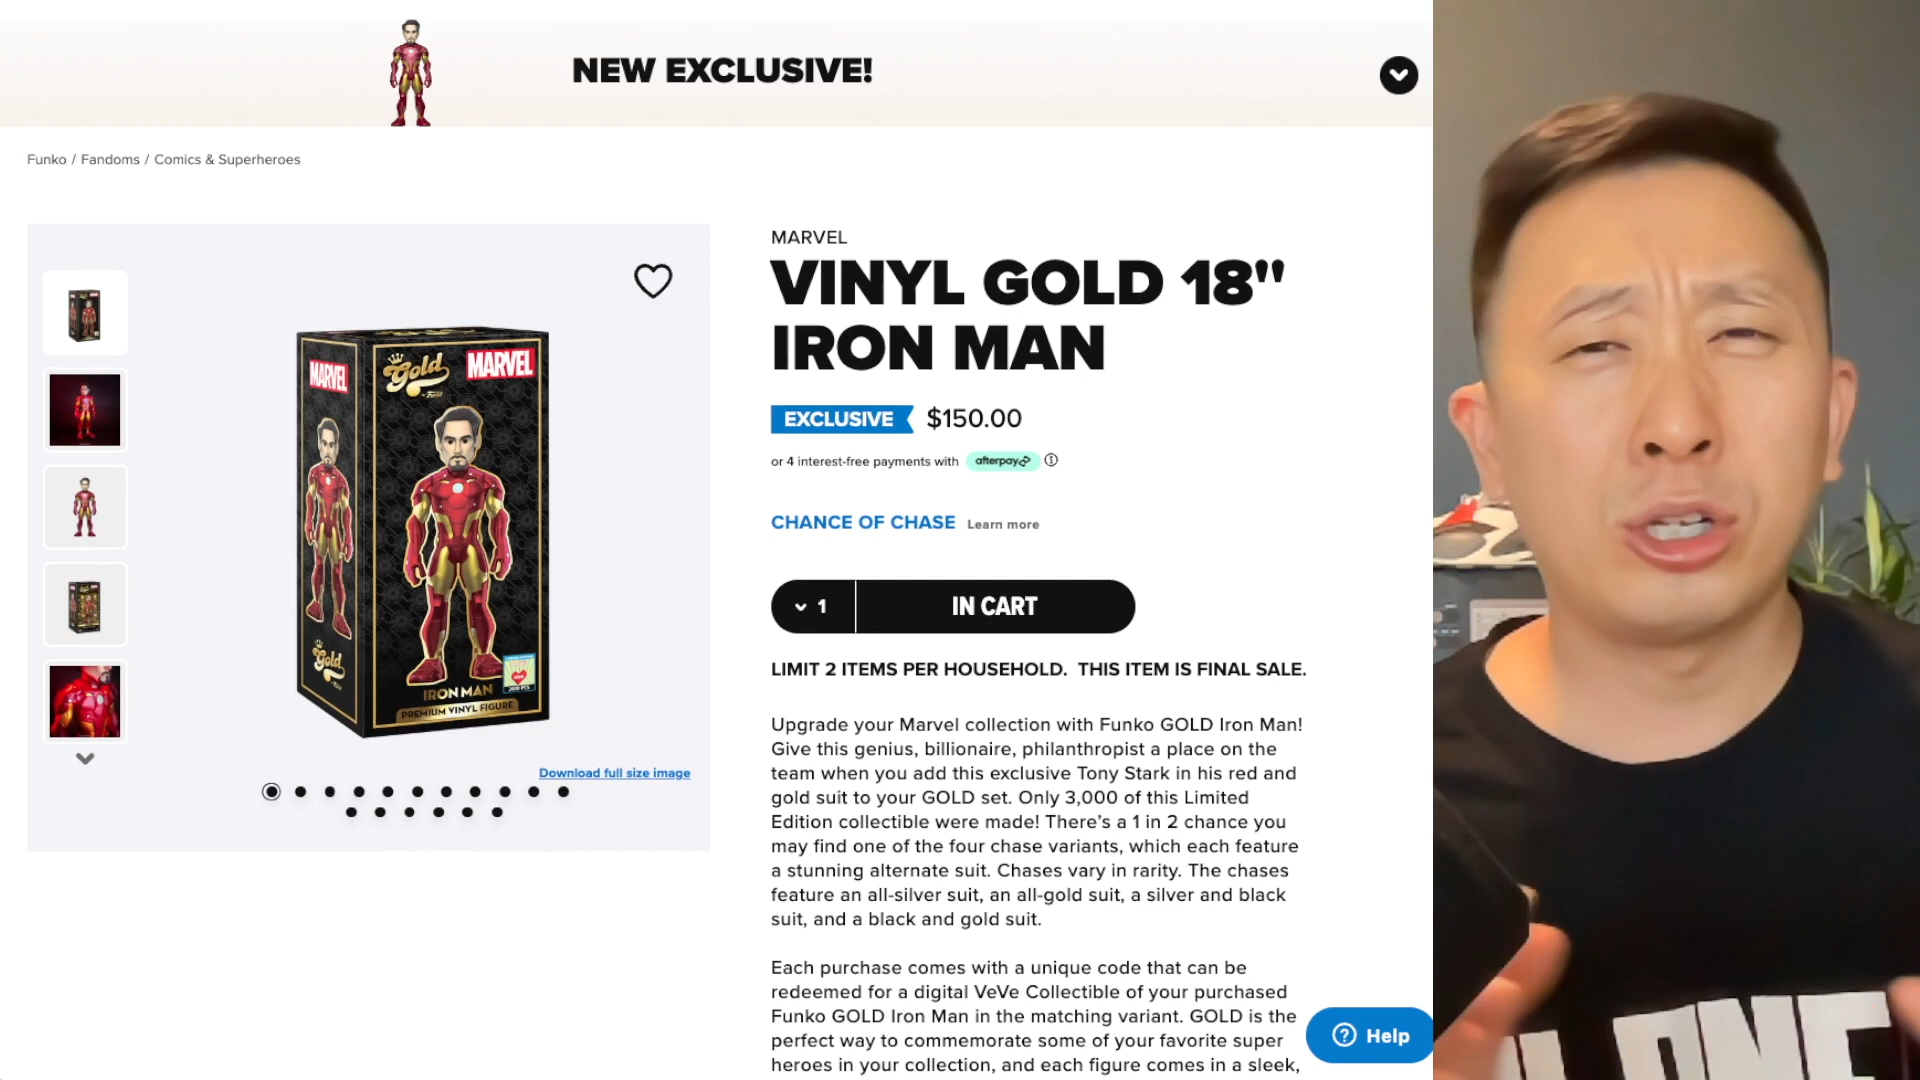 NEW EXCLUSIVE!
Funko / Fandoms / Comics & Superheroes
MARVEL
VINYL GOLD 18"
IRON MAN
EXCLUSIVE $150.00
or 4 interest-free payments with afterpay
CHANCE OF CHASE Learn more
1 IN CART
LIMIT 2 ITEMS PER HOUSEHOLD. THIS ITEM IS FINAL SALE.
Upgrade your Marvel collection with Funko GOLD Iron Man!
Give this genius, billionaire, philanthropist a place on the
team when you add this exclusive Tony Stark in his red and
gold suit to your GOLD set. Only 3,000 of this Limited
Edition collectible were made! There's a 1 in 2 chance you
may find one of the four chase variants, which each feature
a stunning alternate suit. Chases vary in rarity. The chases
feature an all-silver suit, an all-gold suit, a silver and black
suit, and a black and gold suit.
Each purchase comes with a unique code that can be
redeemed for a digital VeVe Collectible of your purchased
Funko GOLD Iron Man in the matching variant. GOLD is the
perfect way to commemorate some of your favorite super
heroes in your collection, and each figure comes in a sleek,
MARVEL
Gold
Gold
MARVEL
IRON MAN
PREMIUM VINYL FIGURE
Download full size image
Help